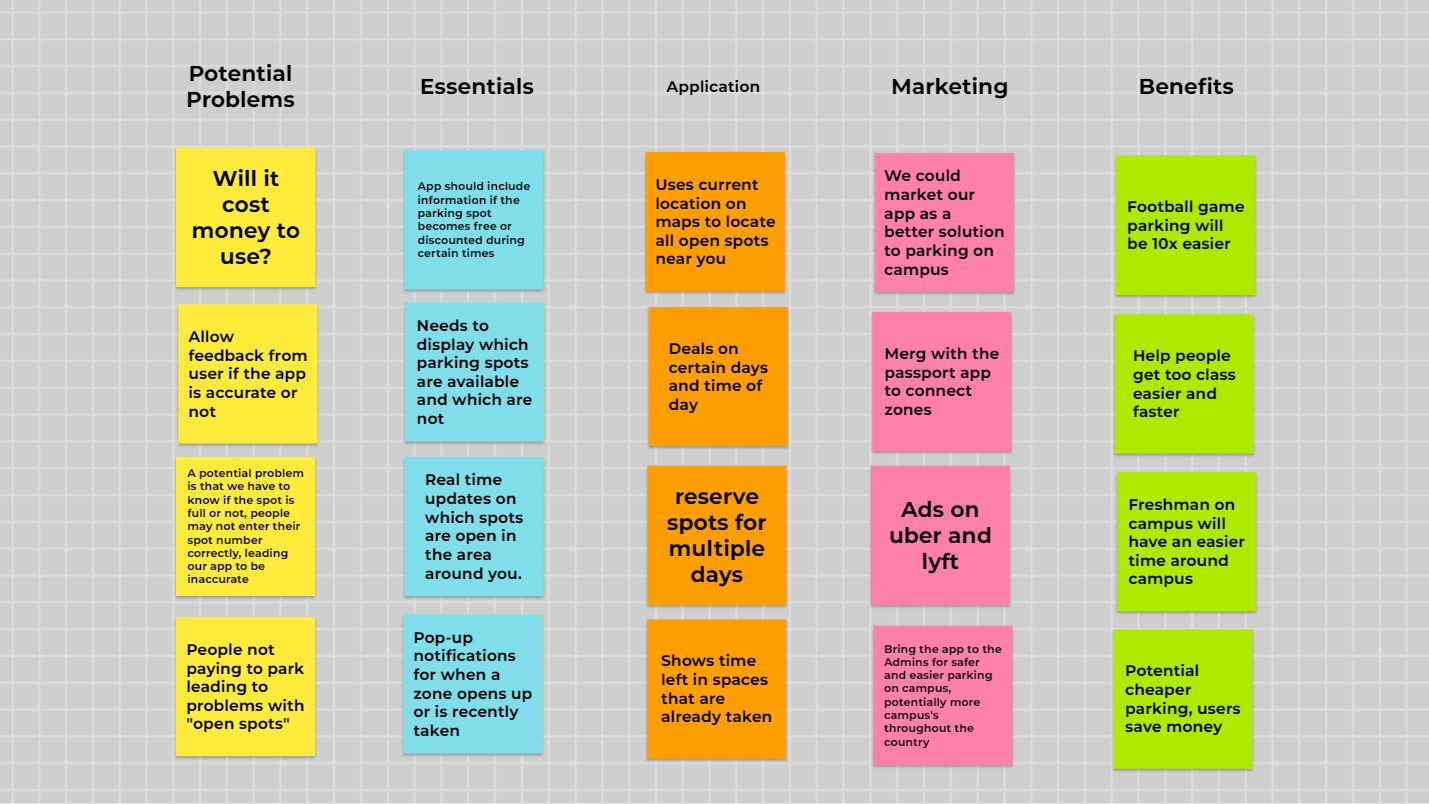 Potential
Problems
Essentials
Application
Marketing
Benefits
Will it
cost
money to
use?
App should include
information if the
parking spot
becomes free or
discounted during
certain times
Uses current
location on
maps to locate
all open spots
near you
We could
market our
app as a
better solution
to parking on
campus
Football game
parking will
be 10x easier
Allow
feedback from
user if the app
is accurate or
not
Needs to
display which
parking spots
are available
and which are
not
Deals on
certain days
and time of
day
Merg with the
passport app
to connect
zones
Help people
get too class
easier and
faster
A potential problem
is that we have to
know if the spot is
full or not, people
may not enter their
spot number
correctly, leading
our app to be
inaccurate
Real time
updates on
which spots
are open in
the area
around you.
reserve
spots for
multiple
days
Ads on
uber and
lyft
Freshman on
campus will
have an easier
time around
campus
People not
paying to park
leading to
problems with
"open spots"
Pop-up
notifications
for when a
zone opens up
or is recently
taken
Shows time
left in spaces
that are
already taken
Bring the app to the
Admins for safer
and easier parking
on campus,
potentially more
campus's
throughout the
country
Potential
cheaper
parking, users
save money